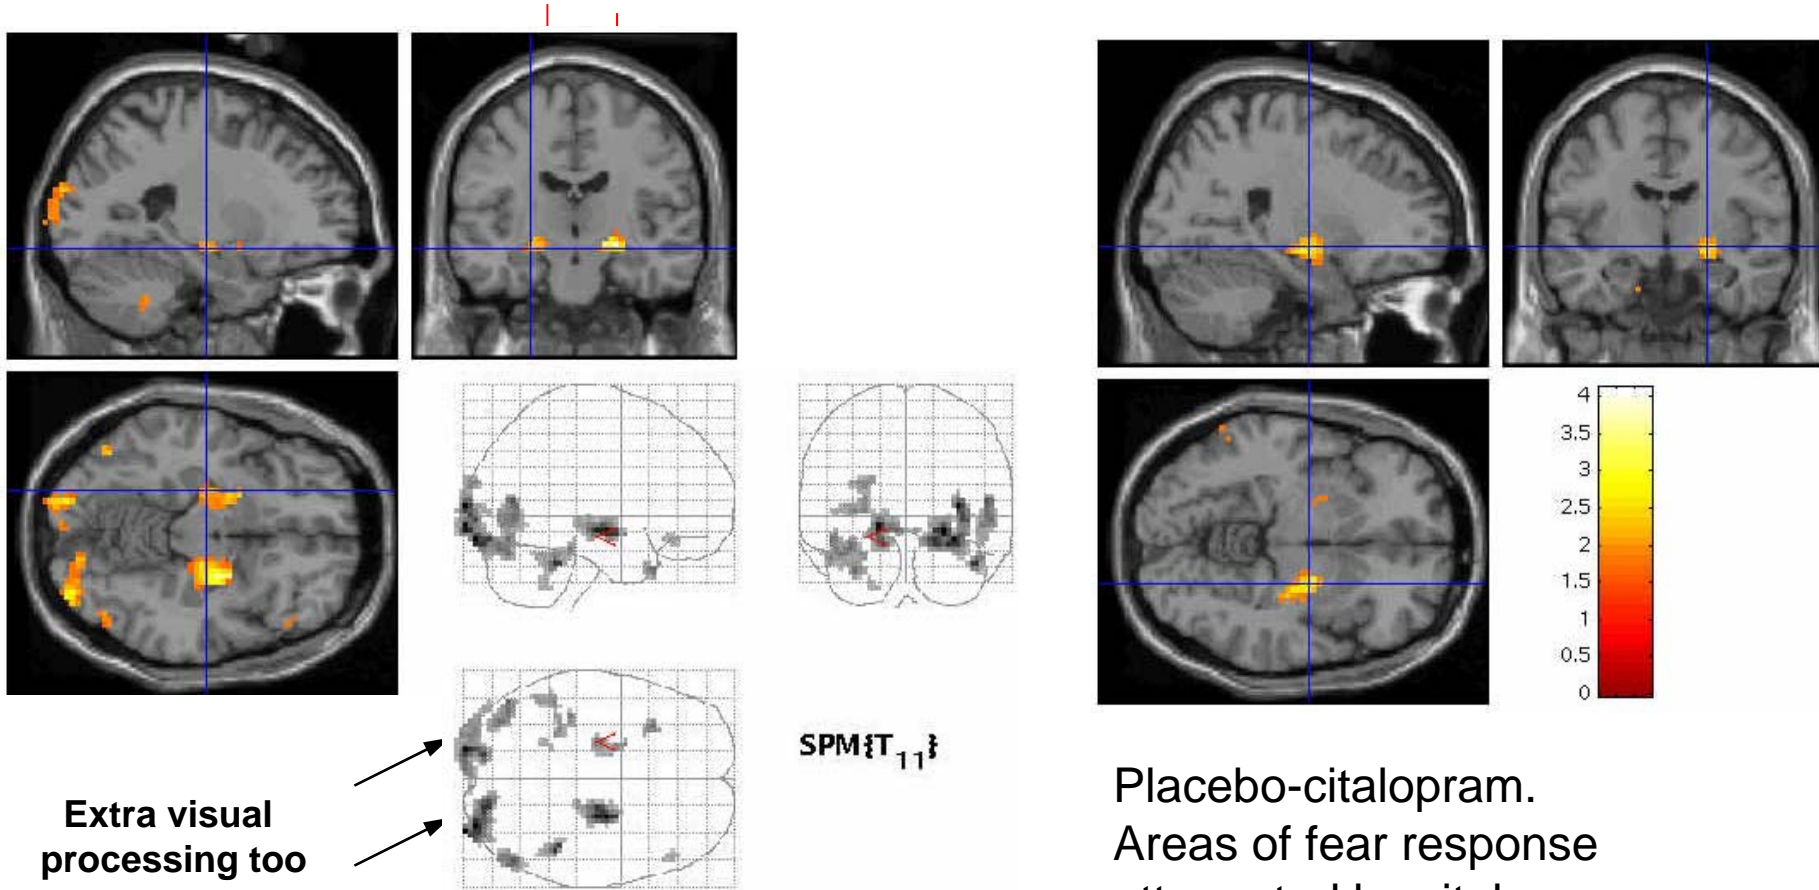 4
3.5
3
2.5
2
1.5
1
0.5
0
SPM{T11}
Extra visual
processing too
Placebo-citalopram.
Areas of fear response